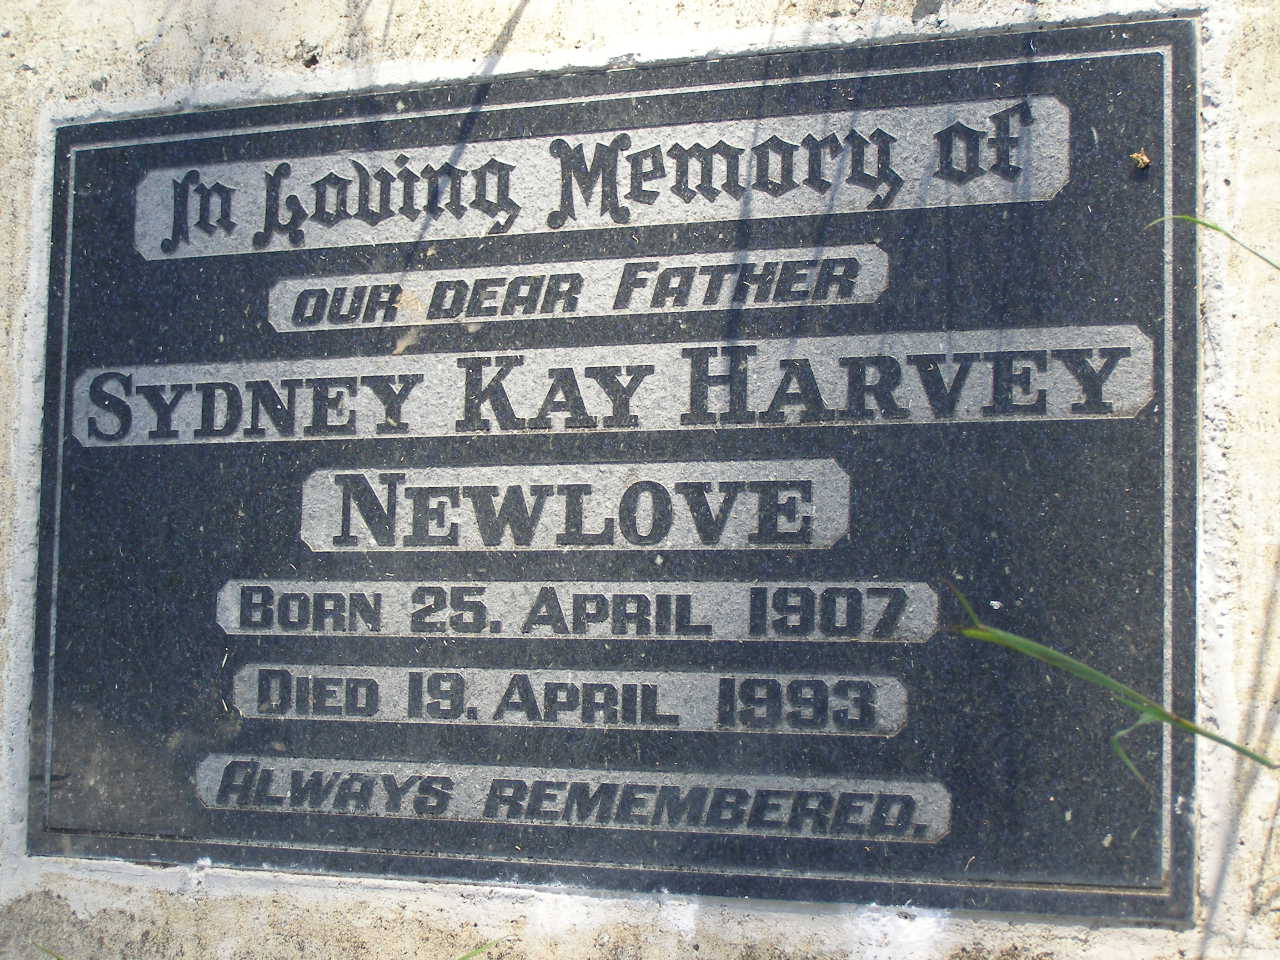 In Loving Memory of
OUR DEAR FATHER
SYDNEY KAY HARVEY
NEWLOVE
BORN 25. APRIL 1907
DIED 19. APRIL 1993
ALWAYS REMEMBERED.